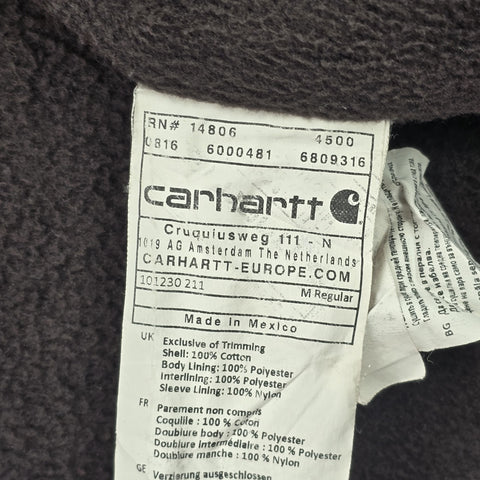 RN# 14806 4500
0816 6000481 6809316
carhartt
Cruquiusweg 111 - N
1019 AG Amsterdam The Netherlands
CARHARTT-EUROPE.COM
101230 211 M Regular
Made in Mexico
UK Exclusive of Trimming
Shell: 100% Cotton
Body Lining: 100% Polyester
Interlining: 100% Polyester
Sleeve Lining: 100% Nylon
FR Parement non compris
Coquille : 100 % Coton
Doublure body : 100 % Polyester
Doublure intermédiaire : 100 % Polyester
Doublure manche : 100 % Nylon
GE Verzierung ausgeschlossen
BG